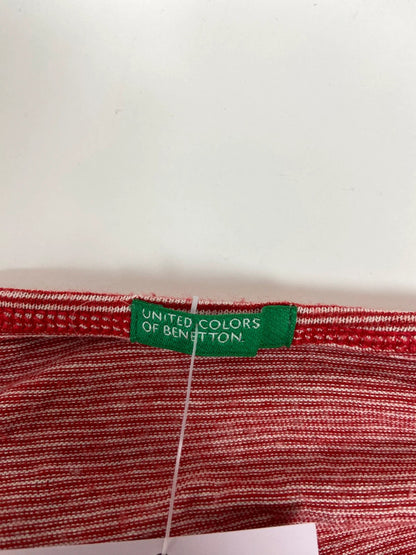 UNITED COLORS
OF BENETTON.